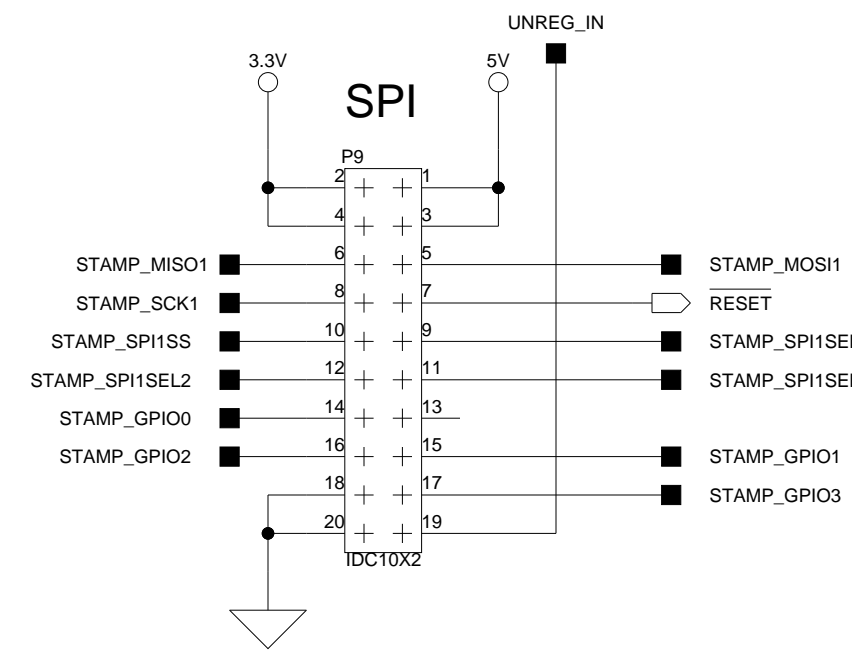 UNREG_IN
3.3V
5V
SPI
P9
2 1
4 3
STAMP_MISO1 6 5 STAMP_MOSI1
STAMP_SCK1 8 7 RESET
STAMP_SPI1SS 10 9
STAMP_SPI1SEL2 12 11
STAMP_GPIO0 14 13
STAMP_GPIO2 16 15 STAMP_GPIO1
18 17 STAMP_GPIO3
20 19
IDC10X2